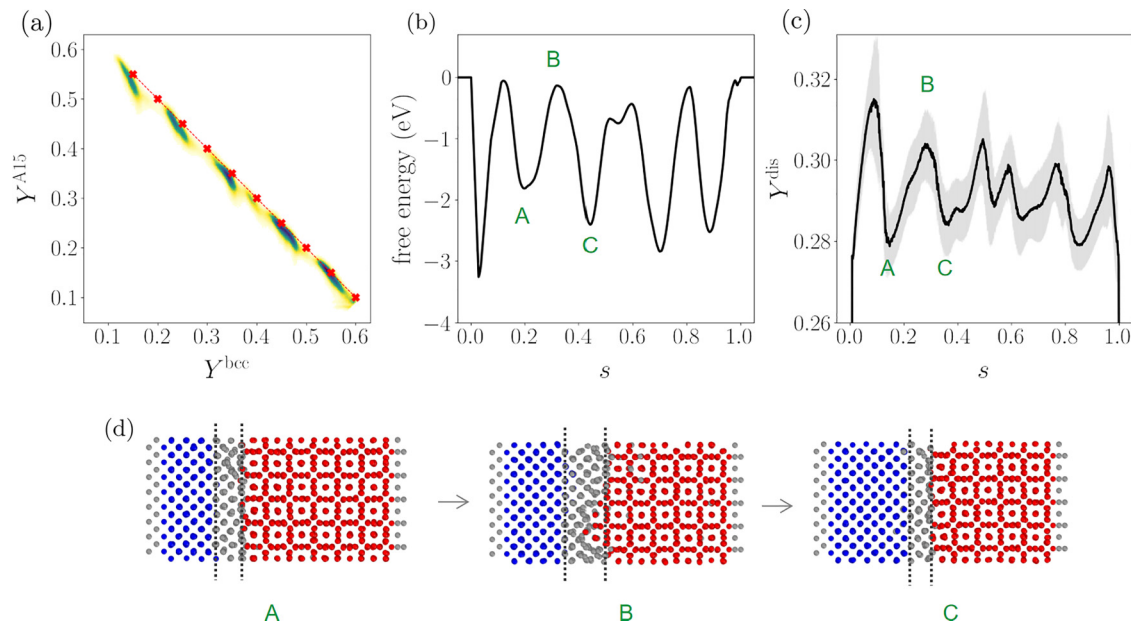 (a)
Y^A15
0.6
0.5
0.4
0.3
0.2
0.1
0.1 0.2 0.3 0.4 0.5 0.6
Y^bcc
(b)
free energy (eV)
0
−1
−2
−3
−4
B
A
C
0.0 0.2 0.4 0.6 0.8 1.0
s
(c)
Y^dis
0.32
0.30
0.28
0.26
B
A
C
0.0 0.2 0.4 0.6 0.8 1.0
s
(d)
A B C